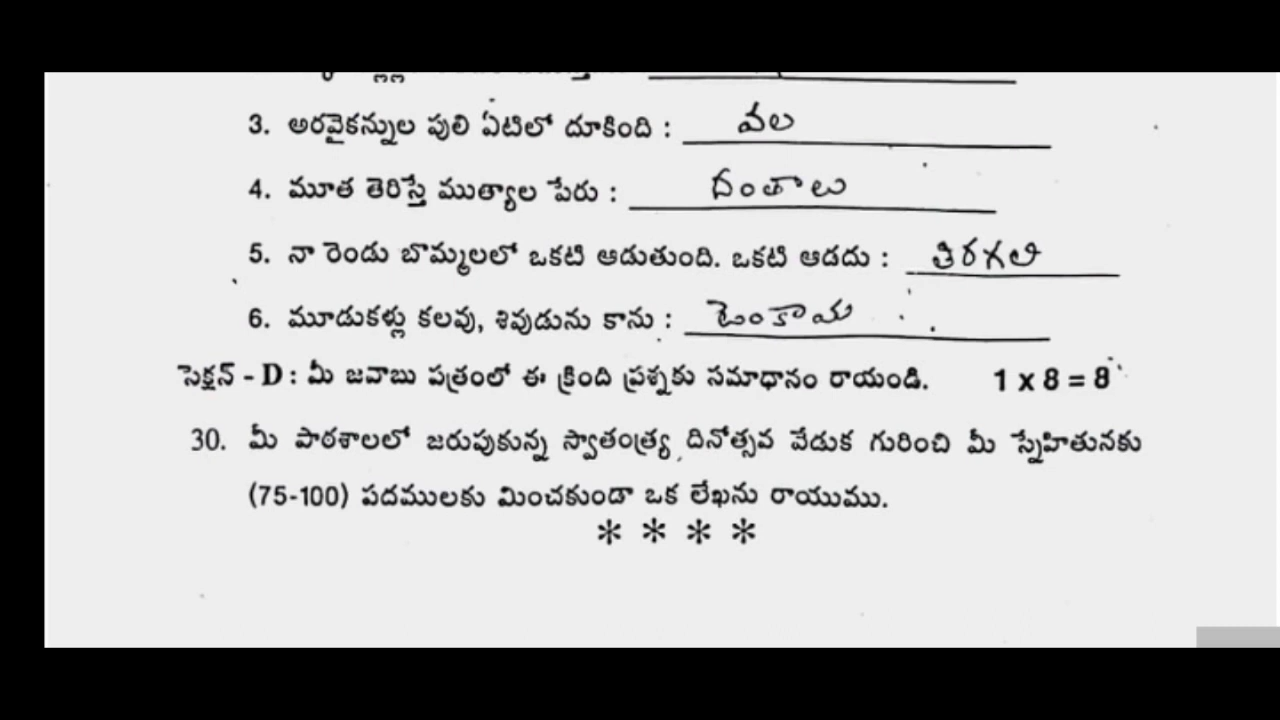 3. అరవైకన్నుల పులి ఏటిలో దూకింది : వల
4. మూత తెరిస్తే ముత్యాల పేరు : దంతాలు
5. నా రెండు బొమ్మలలో ఒకటి ఆడుతుంది. ఒకటి ఆడదు : తిరగలి
6. మూడుకళ్లు కలవు, శివుడును కాను : టెంకాయ
సెక్షన్ - D : మీ జవాబు పత్రంలో ఈ క్రింది ప్రశ్నకు సమాధానం రాయండి. 1 x 8 = 8
30. మీ పాఠశాలలో జరుపుకున్న స్వాతంత్ర్య దినోత్సవ వేడుక గురించి మీ స్నేహితునకు
(75-100) పదములకు మించకుండా ఒక లేఖను రాయుము.
* * * *